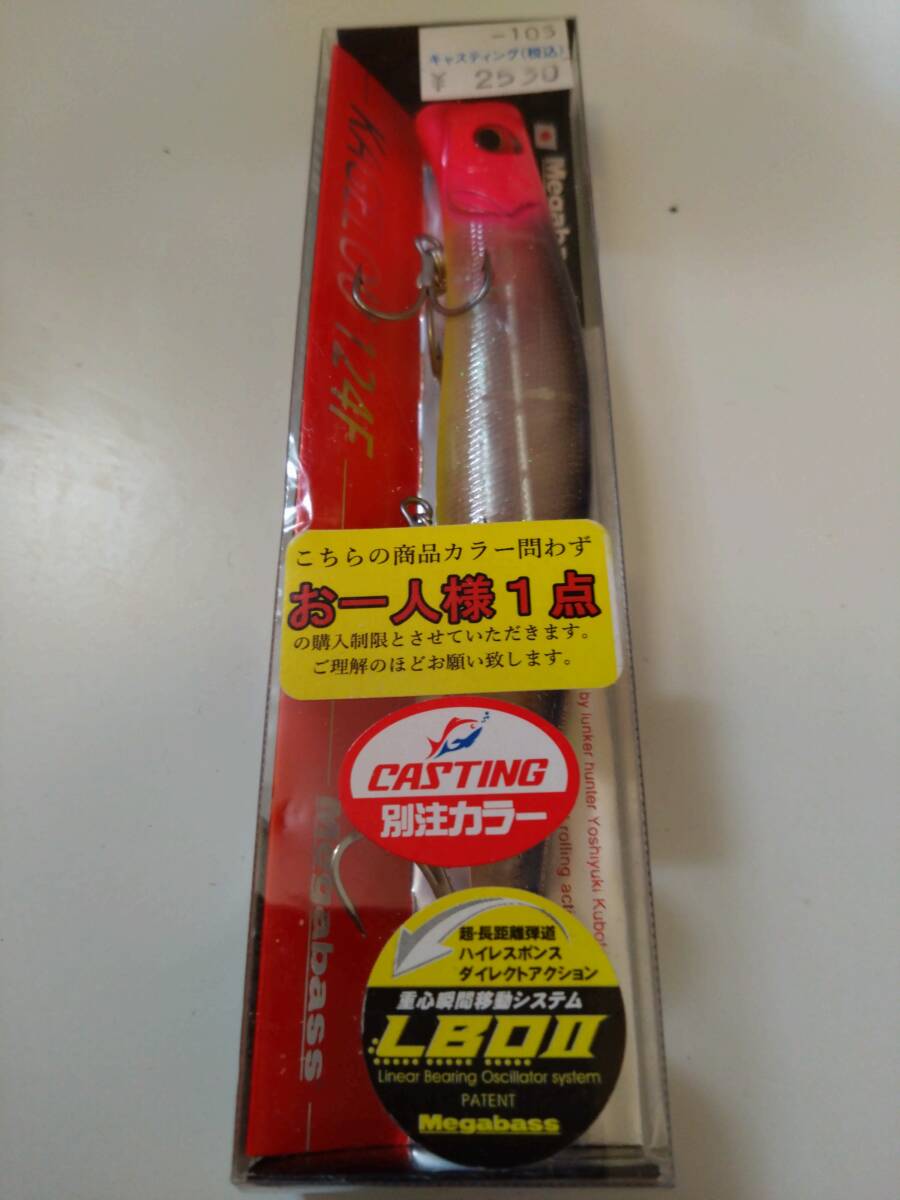 -103
キャスティング(税込)
¥ 2530
KAGELOU 124F
Megabass
こちらの商品カラー問わず
お一人様1点
の購入制限とさせていただきます。
ご理解のほどお願い致します。
by lunker hunter Yoshiyuki Kubot
rolling act
CASTING
別注カラー
Megabass
超・長距離弾道
ハイレスポンス
ダイレクトアクション
重心瞬間移動システム
LBOII
Linear Bearing Oscillator system
PATENT
Megabass